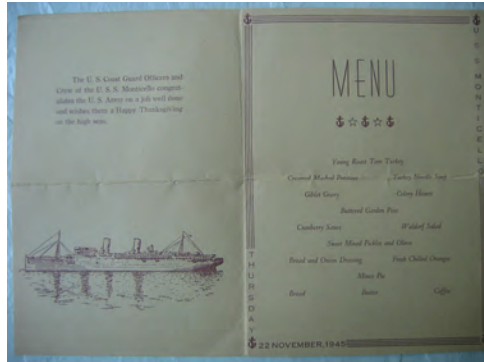 The U. S. Coast Guard Officers and
Crew of the U. S. S. Monticello congrat-
ulates the U. S. Army on a job well done
and wishes them a Happy Thanksgiving
on the high seas.
MENU
Young Roast Tom Turkey
Creamed Mashed Potatoes Turkey Noodle Soup
Giblet Gravy Celery Hearts
Buttered Garden Peas
Cranberry Sauce Waldorf Salad
Sweet Mixed Pickles and Olives
Bread and Onion Dressing Fresh Chilled Oranges
Mince Pie
Bread Butter Coffee
U.S.S. MONTICELLO
THURSDAY
22 NOVEMBER, 1945